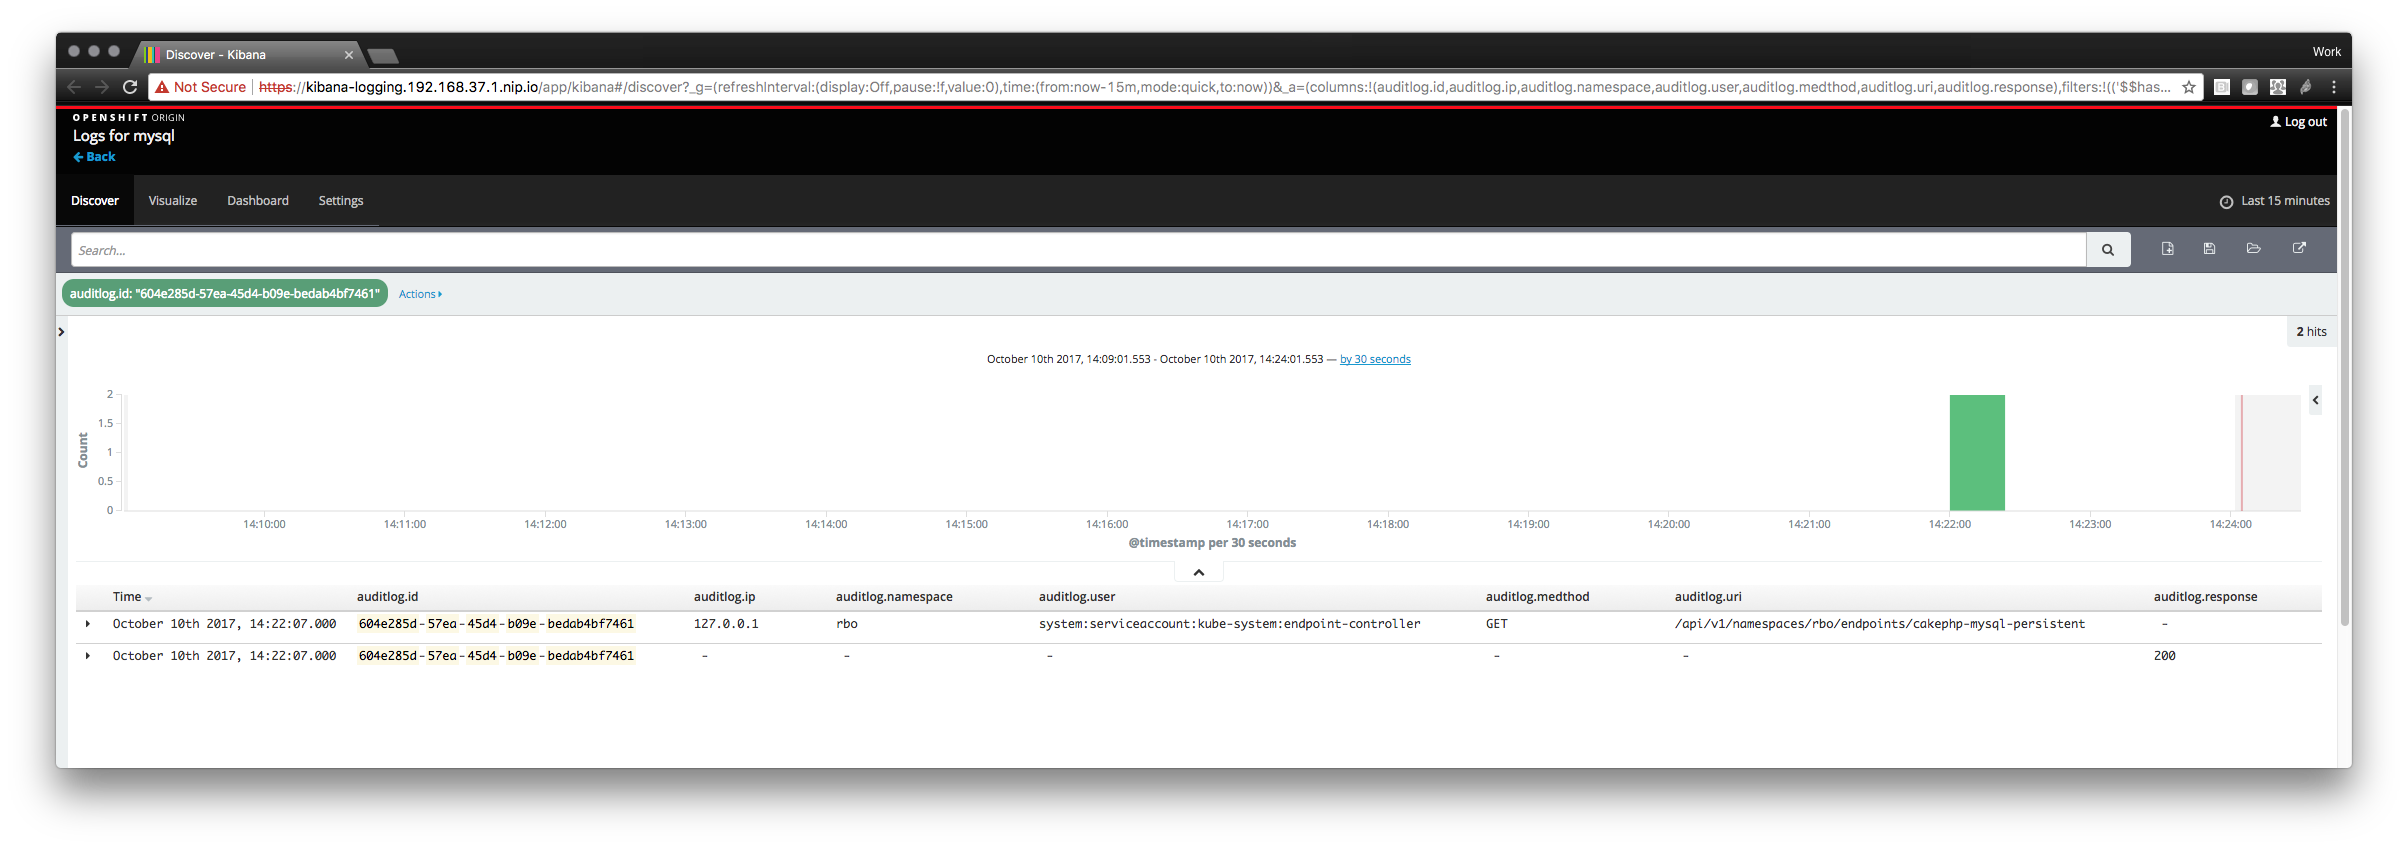 Discover - Kibana
Work
Not Secure https://kibana-logging.192.168.37.1.nip.io/app/kibana#/discover?_g=(refreshInterval:(display:Off,pause:!f,value:0),time:(from:now-15m,mode:quick,to:now))&_a=(columns:!(auditlog.id,auditlog.ip,auditlog.namespace,auditlog.user,auditlog.medthod,auditlog.uri,auditlog.response),filters:!(('$$has...
OPENSHIFT ORIGIN
Logs for mysql
Log out
Back
Discover Visualize Dashboard Settings Last 15 minutes
Search...
auditlog.id: "604e285d-57ea-45d4-b09e-bedab4bf7461" Actions
2 hits
October 10th 2017, 14:09:01.553 - October 10th 2017, 14:24:01.553 — by 30 seconds
Count
2
1.5
1
0.5
0
14:10:00 14:11:00 14:12:00 14:13:00 14:14:00 14:15:00 14:16:00 14:17:00 14:18:00 14:19:00 14:20:00 14:21:00 14:22:00 14:23:00 14:24:00
@timestamp per 30 seconds
Time auditlog.id auditlog.ip auditlog.namespace auditlog.user auditlog.medthod auditlog.uri auditlog.response
October 10th 2017, 14:22:07.000 604e285d-57ea-45d4-b09e-bedab4bf7461 127.0.0.1 rbo system:serviceaccount:kube-system:endpoint-controller GET /api/v1/namespaces/rbo/endpoints/cakephp-mysql-persistent -
October 10th 2017, 14:22:07.000 604e285d-57ea-45d4-b09e-bedab4bf7461 - - - - - 200